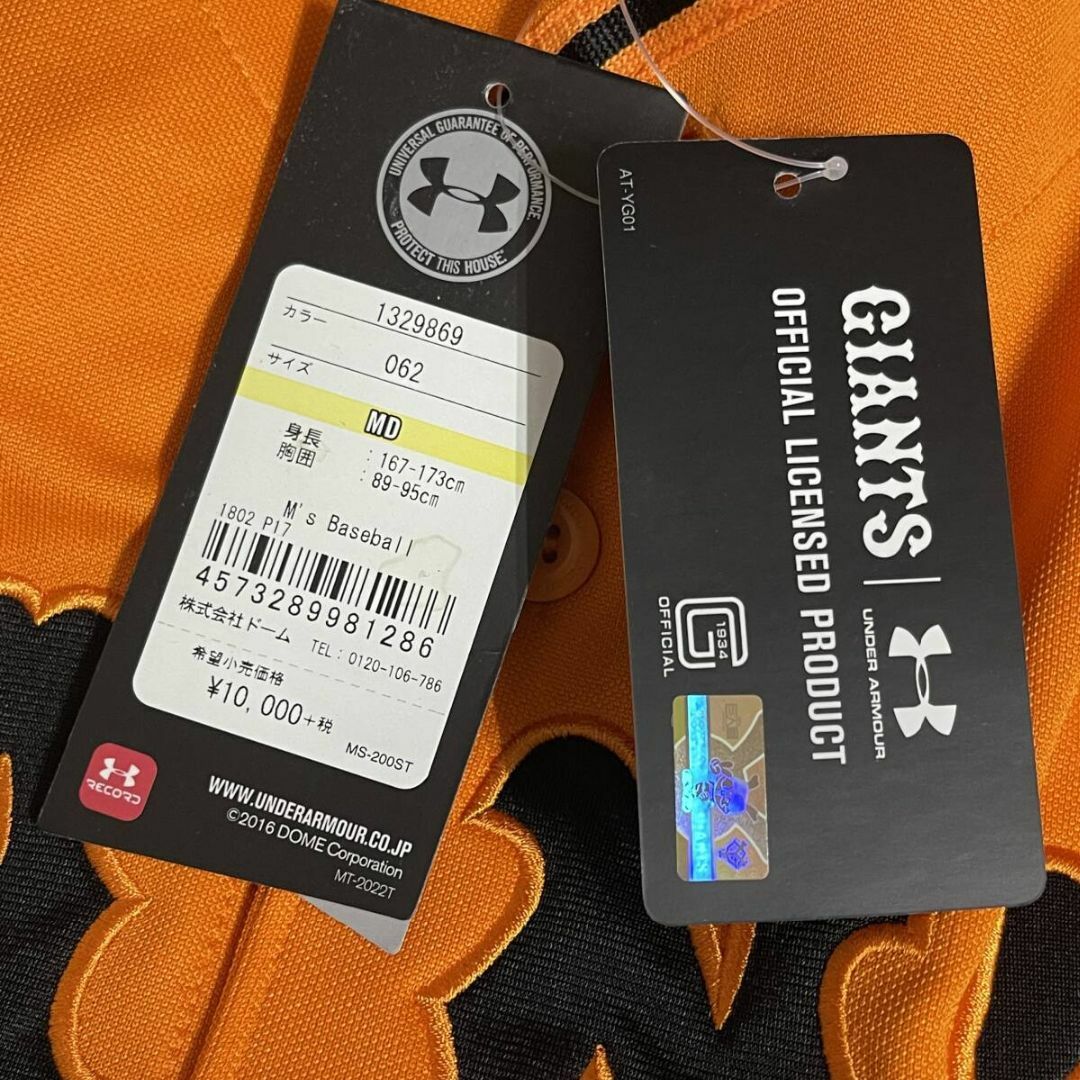 UNIVERSAL GUARANTEE OF PERFORMANCE.
PROTECT THIS HOUSE.
1329869
カラー
062
サイズ
MD
身長 : 167-173cm
胸囲 : 89-95cm
M's Baseball
1802 P17
4573289981286
株式会社ドーム TEL : 0120-106-786
希望小売価格
¥10,000+税
MS-200ST
RECORD
WWW.UNDERARMOUR.CO.JP
©2016 DOME Corporation
MT-2022T
AT-YG01
GIANTS | UNDER ARMOUR
OFFICIAL LICENSED PRODUCT
1934
OFFICIAL